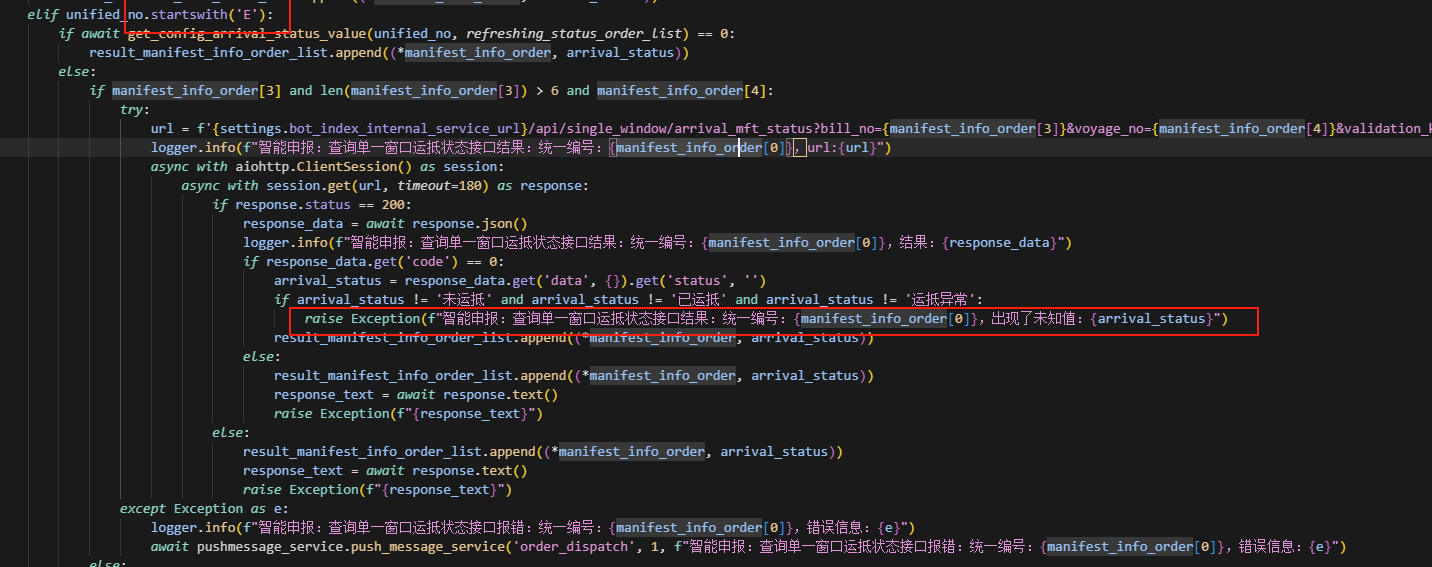 elif unified_no.startswith('E'):
if await get_config_arrival_status_value(unified_no, refreshing_status_order_list) == 0:
result_manifest_info_order_list.append((*manifest_info_order, arrival_status))
else:
if manifest_info_order[3] and len(manifest_info_order[3]) > 6 and manifest_info_order[4]:
try:
url = f'{settings.bot_index_internal_service_url}/api/single_window/arrival_mft_status?bill_no={manifest_info_order[3]}&voyage_no={manifest_info_order[4]}&validation_k
logger.info(f"智能申报：查询单一窗口运抵状态接口结果：统一编号：{manifest_info_order[0]}，url:{url}")
async with aiohttp.ClientSession() as session:
async with session.get(url, timeout=180) as response:
if response.status == 200:
response_data = await response.json()
logger.info(f"智能申报：查询单一窗口运抵状态接口结果：统一编号：{manifest_info_order[0]}，结果：{response_data}")
if response_data.get('code') == 0:
arrival_status = response_data.get('data', {}).get('status', '')
if arrival_status != '未运抵' and arrival_status != '已运抵' and arrival_status != '运抵异常':
raise Exception(f"智能申报：查询单一窗口运抵状态接口结果：统一编号：{manifest_info_order[0]}，出现了未知值：{arrival_status}")
result_manifest_info_order_list.append((*manifest_info_order, arrival_status))
else:
result_manifest_info_order_list.append((*manifest_info_order, arrival_status))
response_text = await response.text()
raise Exception(f"{response_text}")
else:
result_manifest_info_order_list.append((*manifest_info_order, arrival_status))
response_text = await response.text()
raise Exception(f"{response_text}")
except Exception as e:
logger.info(f"智能申报：查询单一窗口运抵状态接口报错：统一编号：{manifest_info_order[0]}，错误信息：{e}")
await pushmessage_service.push_message_service('order_dispatch', 1, f"智能申报：查询单一窗口运抵状态接口报错：统一编号：{manifest_info_order[0]}，错误信息：{e}")
else: